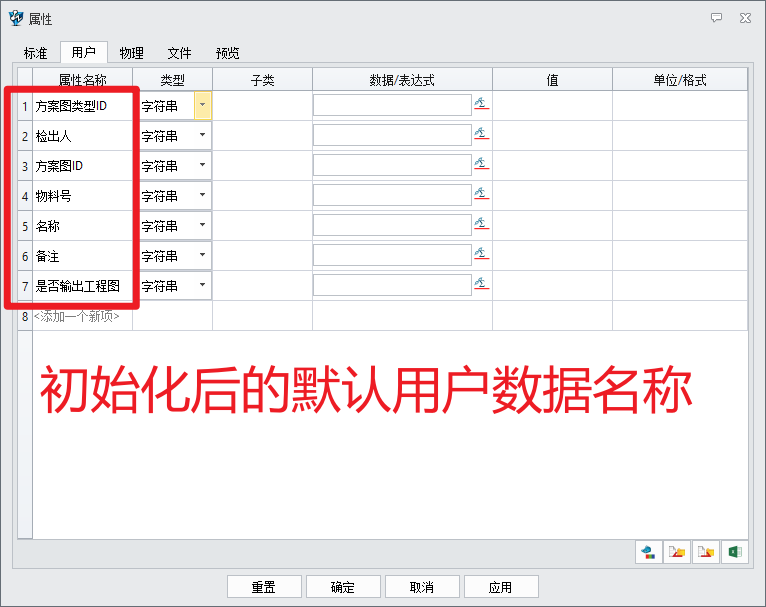 属性
标准 用户 物理 文件 预览
属性名称 类型 子类 数据/表达式 值 单位/格式
1 方案图类型ID 字符串
2 检出人 字符串
3 方案图ID 字符串
4 物料号 字符串
5 名称 字符串
6 备注 字符串
7 是否输出工程图 字符串
8 <添加一个新项>
初始化后的默认用户数据名称
重置 确定 取消 应用